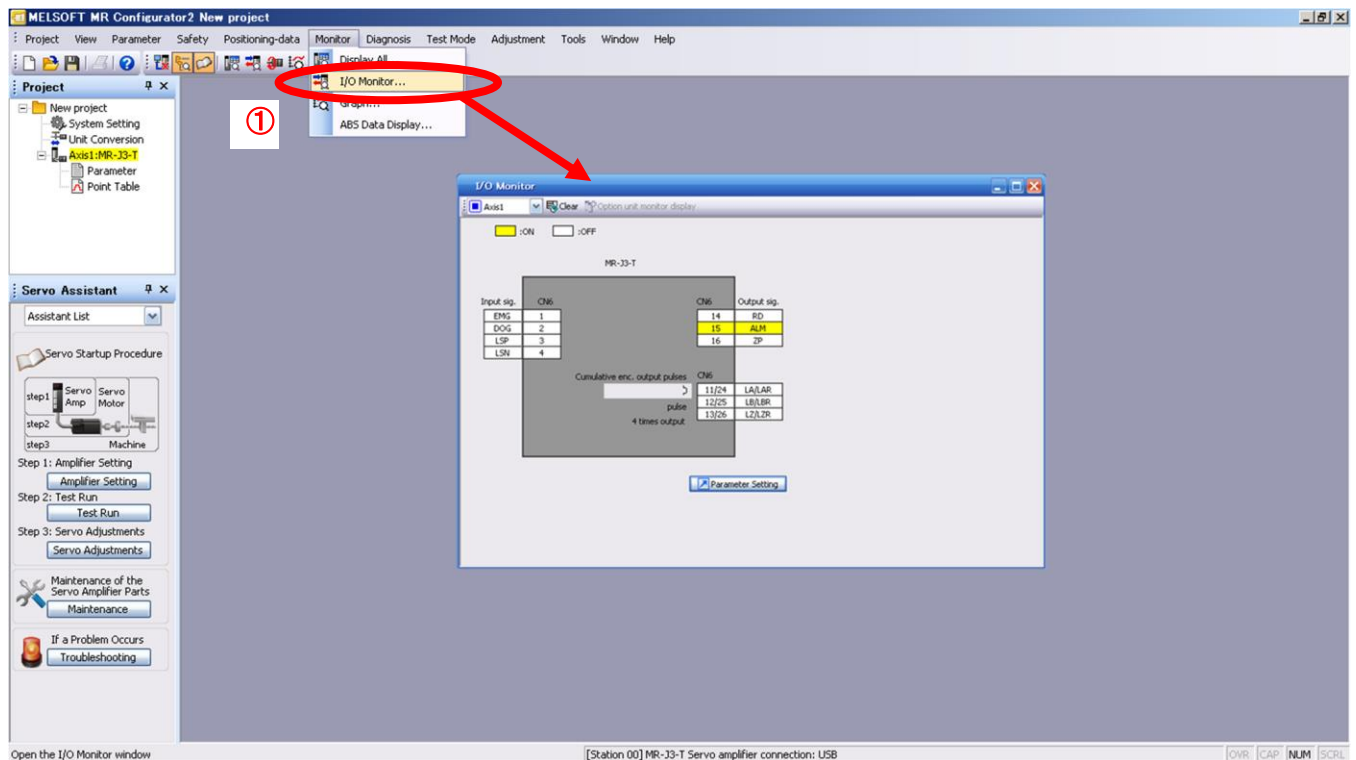 MELSOFT MR Configurator2 New project
Project View Parameter Safety Positioning-data Monitor Diagnosis Test Mode Adjustment Tools Window Help
Display All
I/O Monitor...
Graph...
ABS Data Display...
①
Project
New project
System Setting
Unit Conversion
Axis1:MR-J3-T
Parameter
Point Table
Servo Assistant
Assistant List
Servo Startup Procedure
step1
Servo Amp
Servo Motor
step2
step3
Machine
Step 1: Amplifier Setting
Amplifier Setting
Step 2: Test Run
Test Run
Step 3: Servo Adjustments
Servo Adjustments
Maintenance of the
Servo Amplifier Parts
Maintenance
If a Problem Occurs
Troubleshooting
I/O Monitor
Axis1 Clear Option unit monitor display
:ON :OFF
MR-J3-T
Input sig. CN6 CN6 Output sig.
EMG 1 14 RD
DOG 2 15 ALM
LSP 3 16 ZP
LSN 4
Cumulative enc. output pulses CN6
11/24 LA/LAR
pulse 12/25 LB/LBR
4 times output 13/26 LZ/LZR
Parameter Setting
Open the I/O Monitor window
[Station 00] MR-J3-T Servo amplifier connection: USB
OVR CAP NUM SCRL